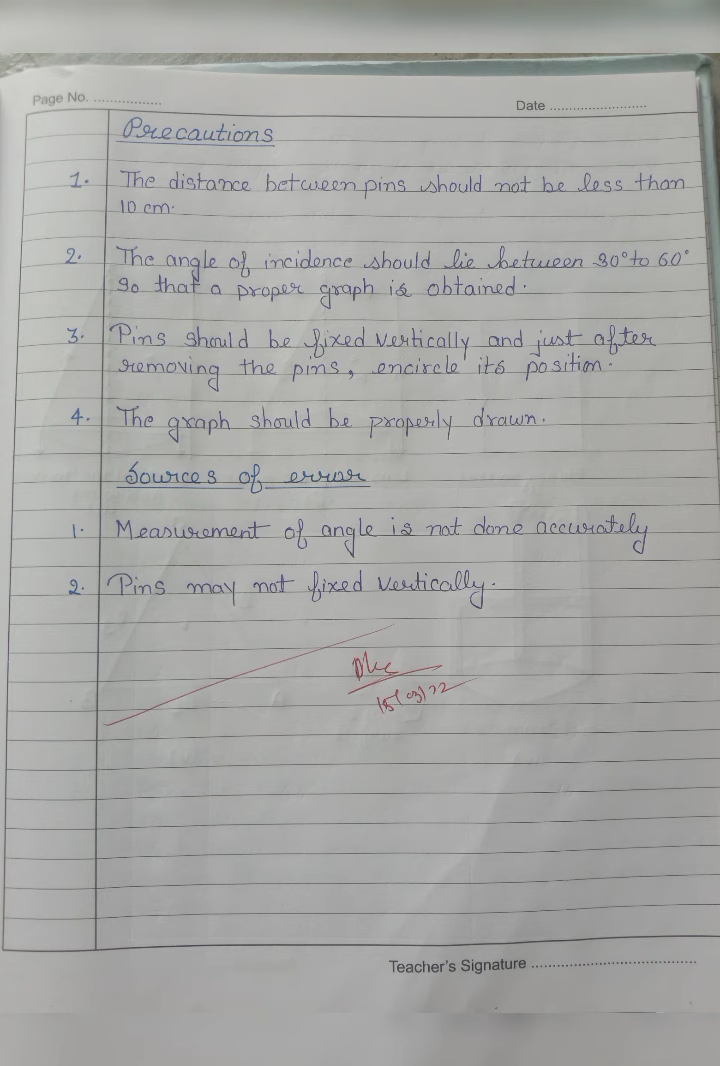 Page No. .................
Date .........................
Precautions
1. The distance between pins should not be less than
10 cm.
2. The angle of incidence should lie between 30° to 60°
so that a proper graph is obtained.
3. Pins should be fixed vertically and just after
removing the pins, encircle its position.
4. The graph should be properly drawn.
Sources of error
1. Measurement of angle is not done accurately
2. Pins may not fixed vertically.
15/03/22
Teacher's Signature .....................................